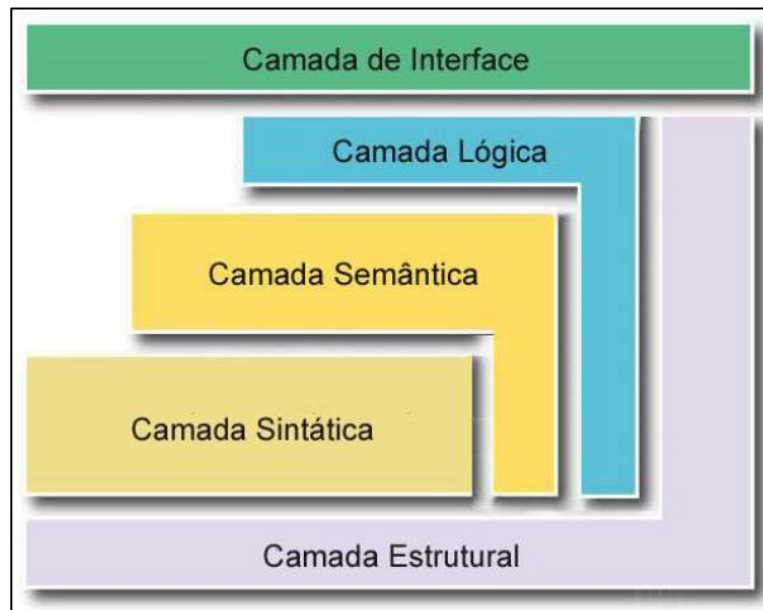 Camada de Interface
Camada Lógica
Camada Semântica
Camada Sintática
Camada Estrutural